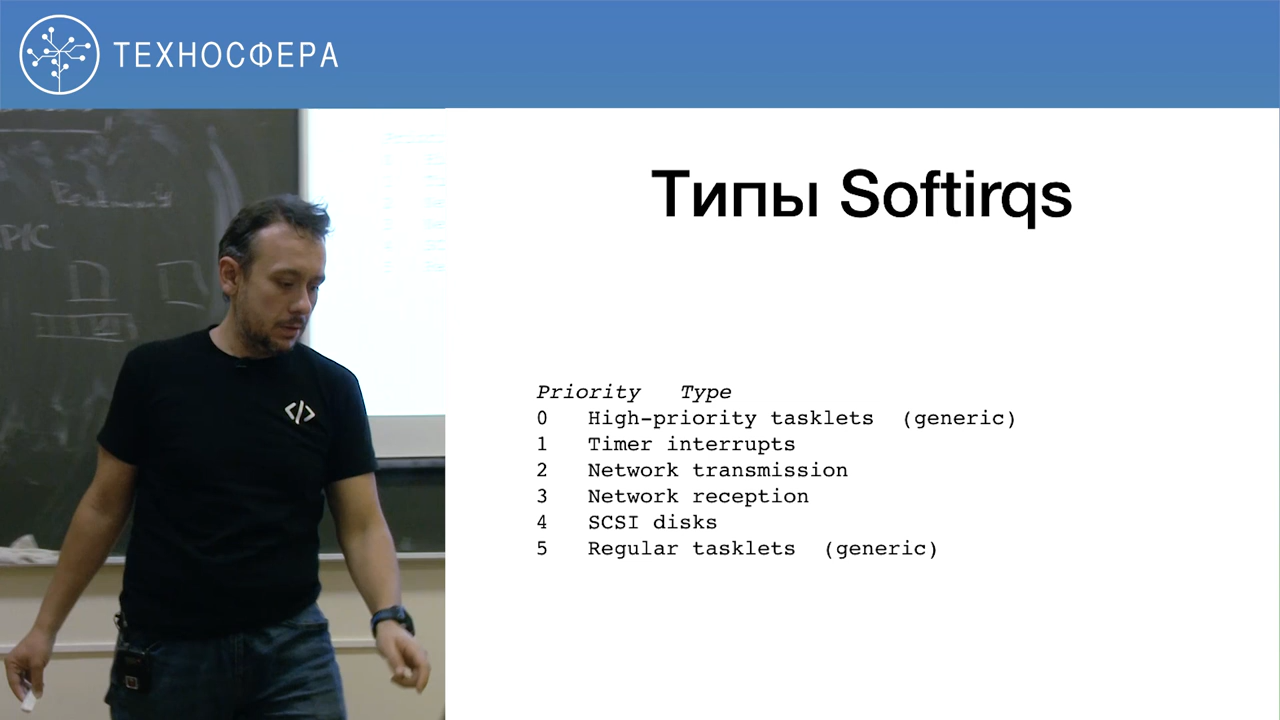 ТЕХНОСФЕРА
Типы Softirqs
</>
Priority Type
0 High-priority tasklets (generic)
1 Timer interrupts
2 Network transmission
3 Network reception
4 SCSI disks
5 Regular tasklets (generic)